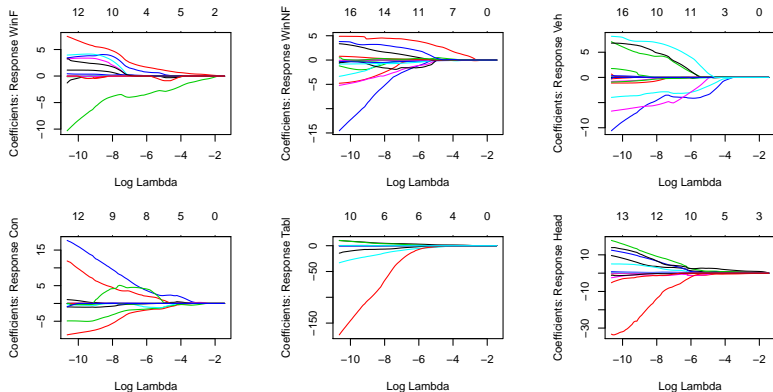 12 10 4 5 2
Coefficients: Response WinF
5
0
−5
−10
−10 −8 −6 −4 −2
Log Lambda
16 14 11 7 0
Coefficients: Response WinNF
5
0
−5
−15
−10 −8 −6 −4 −2
Log Lambda
16 10 11 3 0
Coefficients: Response Veh
5
0
−5
−10
−10 −8 −6 −4 −2
Log Lambda
12 9 8 5 0
Coefficients: Response Con
15
5
−5
−10 −8 −6 −4 −2
Log Lambda
10 6 6 4 0
Coefficients: Response Tabl
0
−50
−150
−10 −8 −6 −4 −2
Log Lambda
13 12 10 5 3
Coefficients: Response Head
10
0
−10
−30
−10 −8 −6 −4 −2
Log Lambda